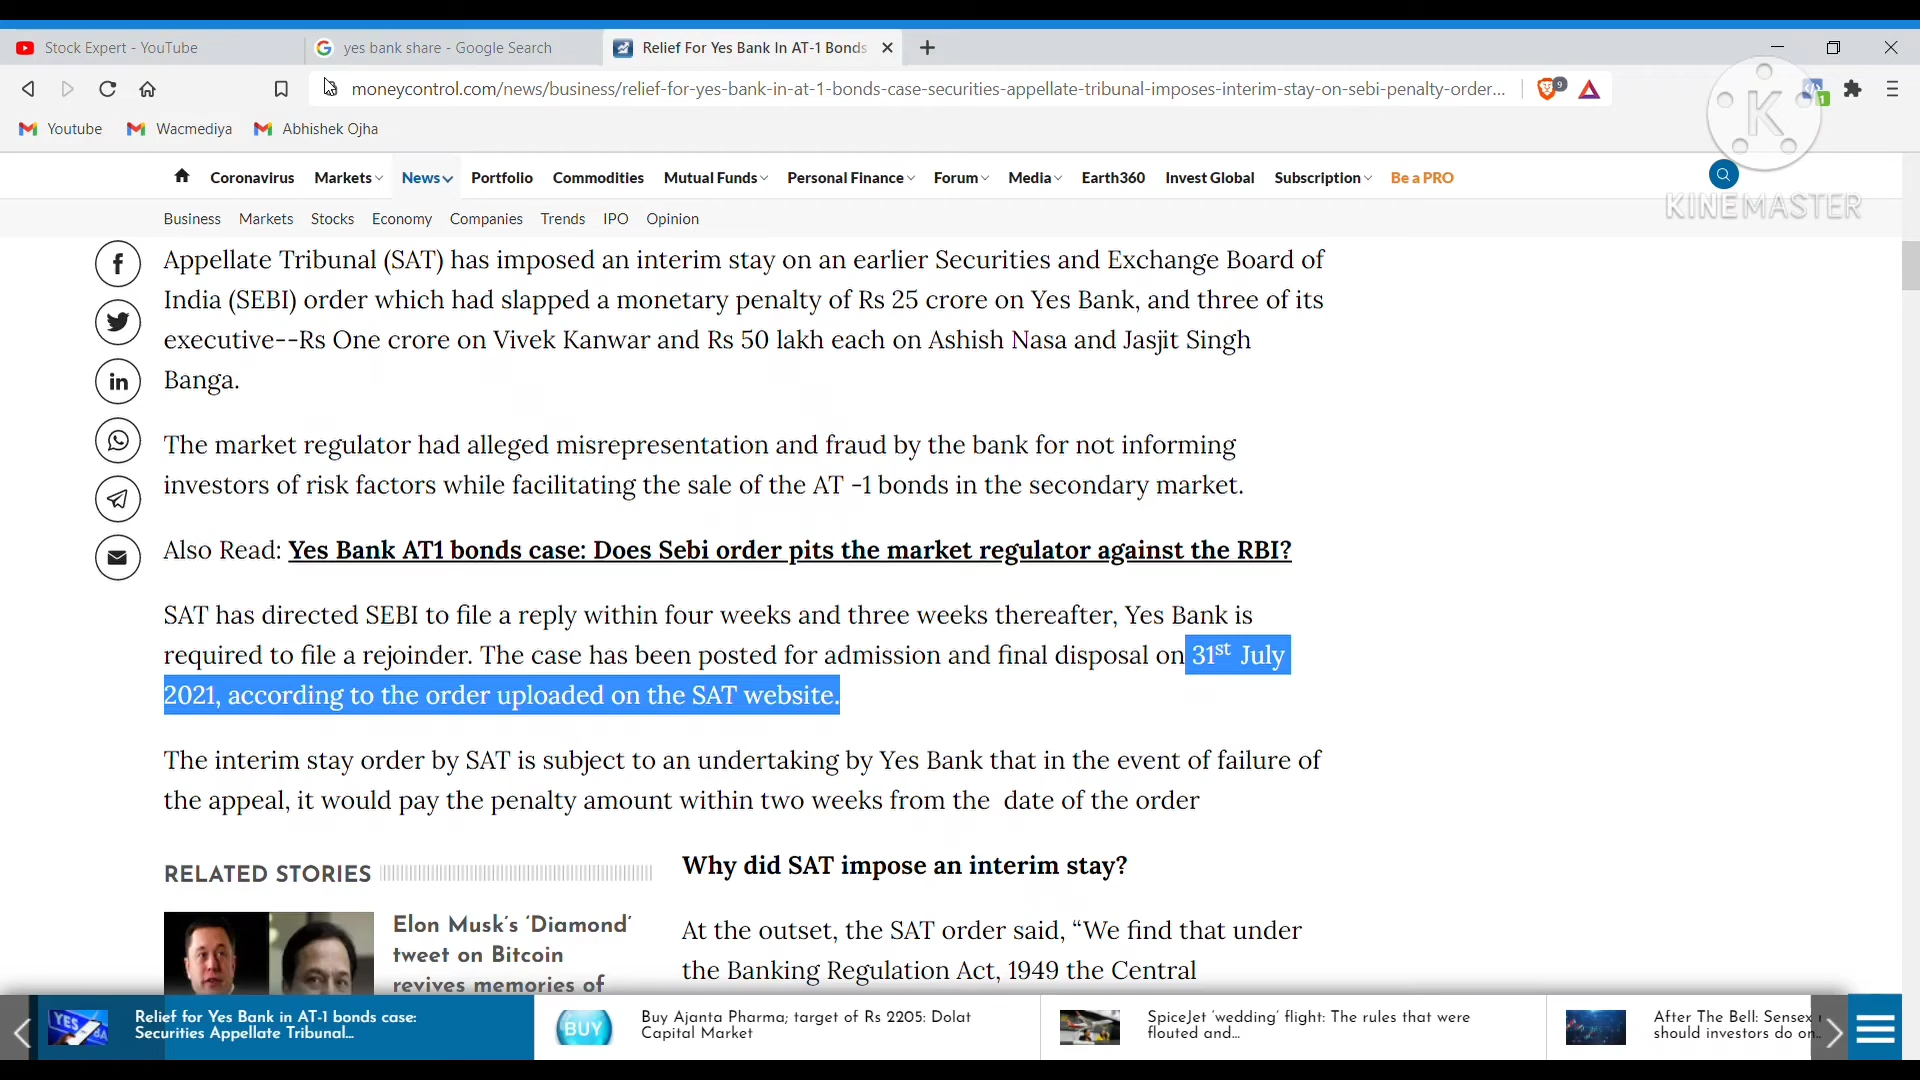 Stock Expert - YouTube
yes bank share - Google Search
Relief For Yes Bank In AT-1 Bonds
moneycontrol.com/news/business/relief-for-yes-bank-in-at-1-bonds-case-securities-appellate-tribunal-imposes-interim-stay-on-sebi-penalty-order...
9
1
Youtube
Wacmediya
Abhishek Ojha
K
KINEMASTER
Coronavirus Markets News Portfolio Commodities Mutual Funds Personal Finance Forum Media Earth360 Invest Global Subscription Be a PRO
Business Markets Stocks Economy Companies Trends IPO Opinion
Appellate Tribunal (SAT) has imposed an interim stay on an earlier Securities and Exchange Board of
India (SEBI) order which had slapped a monetary penalty of Rs 25 crore on Yes Bank, and three of its
executive--Rs One crore on Vivek Kanwar and Rs 50 lakh each on Ashish Nasa and Jasjit Singh
Banga.
The market regulator had alleged misrepresentation and fraud by the bank for not informing
investors of risk factors while facilitating the sale of the AT -1 bonds in the secondary market.
Also Read: Yes Bank AT1 bonds case: Does Sebi order pits the market regulator against the RBI?
SAT has directed SEBI to file a reply within four weeks and three weeks thereafter, Yes Bank is
required to file a rejoinder. The case has been posted for admission and final disposal on 31st July
2021, according to the order uploaded on the SAT website.
The interim stay order by SAT is subject to an undertaking by Yes Bank that in the event of failure of
the appeal, it would pay the penalty amount within two weeks from the date of the order
RELATED STORIES
Elon Musk's 'Diamond'
tweet on Bitcoin
revives memories of
Why did SAT impose an interim stay?
At the outset, the SAT order said, “We find that under
the Banking Regulation Act, 1949 the Central
YES
Relief for Yes Bank in AT-1 bonds case:
Securities Appellate Tribunal...
BUY
Buy Ajanta Pharma; target of Rs 2205: Dolat
Capital Market
SpiceJet 'wedding' flight: The rules that were
flouted and...
After The Bell: Sensex
should investors do on...